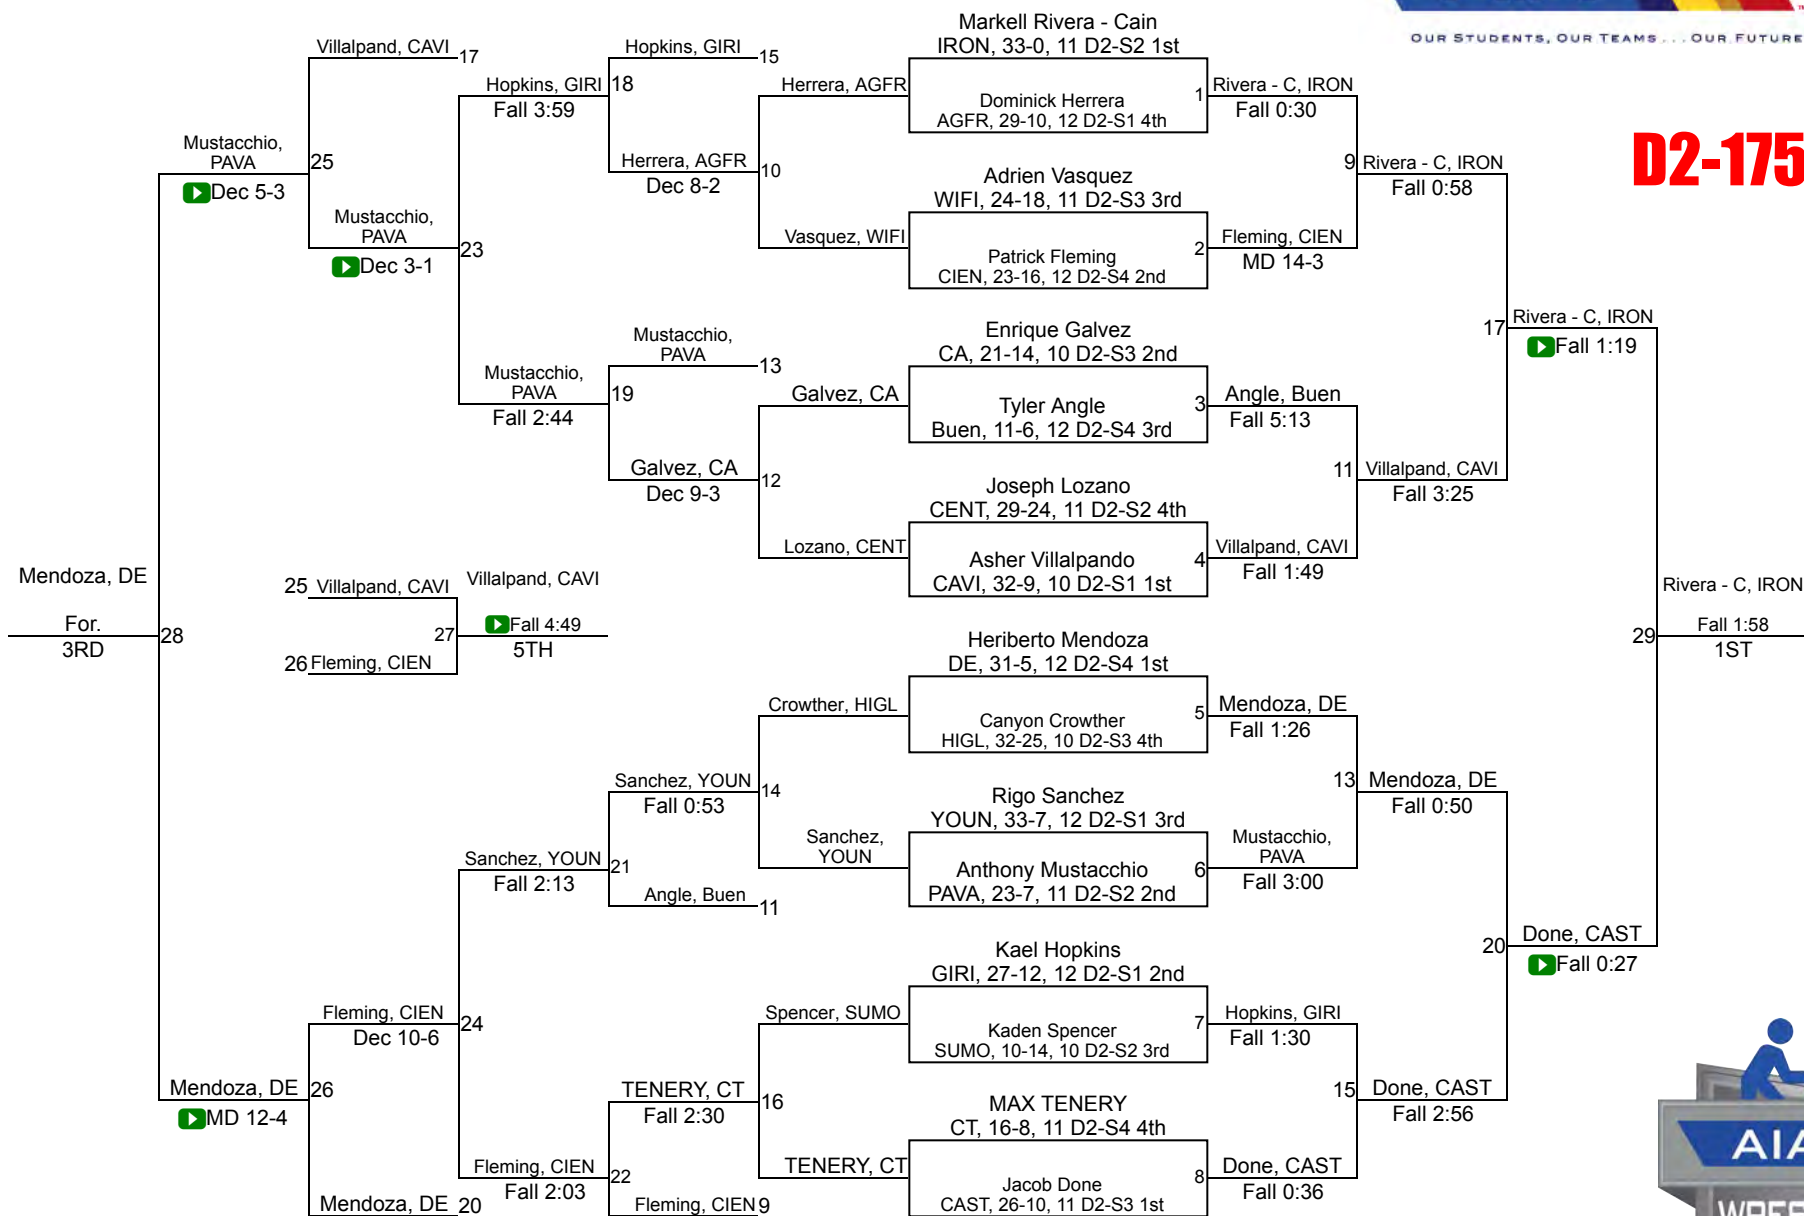 OUR STUDENTS, OUR TEAMS . . . OUR FUTURE
D2-175
Markell Rivera - Cain
IRON, 33-0, 11 D2-S2 1st
1
Dominick Herrera
AGFR, 29-10, 12 D2-S1 4th
Adrien Vasquez
WIFI, 24-18, 11 D2-S3 3rd
2
Patrick Fleming
CIEN, 23-16, 12 D2-S4 2nd
Enrique Galvez
CA, 21-14, 10 D2-S3 2nd
3
Tyler Angle
Buen, 11-6, 12 D2-S4 3rd
Joseph Lozano
CENT, 29-24, 11 D2-S2 4th
4
Asher Villalpando
CAVI, 32-9, 10 D2-S1 1st
Heriberto Mendoza
DE, 31-5, 12 D2-S4 1st
5
Canyon Crowther
HIGL, 32-25, 10 D2-S3 4th
Rigo Sanchez
YOUN, 33-7, 12 D2-S1 3rd
6
Anthony Mustacchio
PAVA, 23-7, 11 D2-S2 2nd
Kael Hopkins
GIRI, 27-12, 12 D2-S1 2nd
7
Kaden Spencer
SUMO, 10-14, 10 D2-S2 3rd
MAX TENERY
CT, 16-8, 11 D2-S4 4th
8
Jacob Done
CAST, 26-10, 11 D2-S3 1st
Rivera - C, IRON
Fall 0:30
Fleming, CIEN
MD 14-3
Angle, Buen
Fall 5:13
Villalpand, CAVI
Fall 1:49
Mendoza, DE
Fall 1:26
Mustacchio,
PAVA
Fall 3:00
Hopkins, GIRI
Fall 1:30
Done, CAST
Fall 0:36
9 Rivera - C, IRON
Fall 0:58
11 Villalpand, CAVI
Fall 3:25
13 Mendoza, DE
Fall 0:50
15 Done, CAST
Fall 2:56
17 Rivera - C, IRON
Fall 1:19
20 Done, CAST
Fall 0:27
Rivera - C, IRON
29 Fall 1:58
1ST
Herrera, AGFR
Vasquez, WIFI
Galvez, CA
Lozano, CENT
Crowther, HIGL
Sanchez,
YOUN
Spencer, SUMO
TENERY, CT
Hopkins, GIRI
15
Herrera, AGFR 10
Dec 8-2
Mustacchio,
PAVA
13
Galvez, CA 12
Dec 9-3
Sanchez, YOUN 14
Fall 0:53
Angle, Buen
11
TENERY, CT 16
Fall 2:30
Fleming, CIEN 9
Hopkins, GIRI 18
Fall 3:59
Mustacchio,
PAVA 19
Fall 2:44
Sanchez, YOUN 21
Fall 2:13
Fleming, CIEN 22
Fall 2:03
Villalpand, CAVI 17
Mustacchio,
PAVA 23
Dec 3-1
Fleming, CIEN 24
Dec 10-6
Mendoza, DE 20
Mustacchio,
PAVA 25
Dec 5-3
Mendoza, DE 26
MD 12-4
Mendoza, DE
For. 28
3RD
25 Villalpand, CAVI
26 Fleming, CIEN
27
Villalpand, CAVI
Fall 4:49
5TH